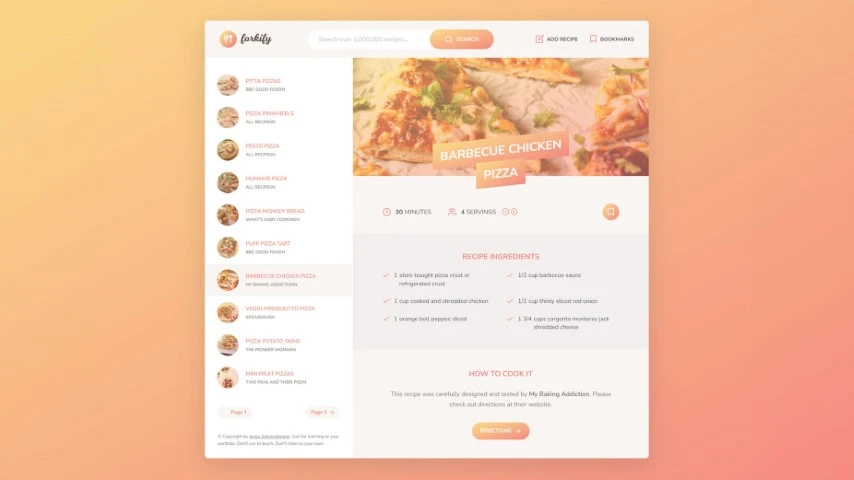 forkify
Search over 1,000,000 recipes...
SEARCH
ADD RECIPE
BOOKMARKS
PITTA PIZZAS
BBC GOOD FOOD
PIZZA PINWHEELS
ALL RECIPES
PESTO PIZZA
ALL RECIPES
HUMMUS PIZZA
ALL RECIPES
PIZZA MONKEY BREAD
WHAT'S GABY COOKING
PUFF PIZZA TART
BBC GOOD FOOD
BARBECUE CHICKEN PIZZA
MY BAKING ADDICTION
VEGGIE PROSCIUTTO PIZZA
EPICURIOUS
PIZZA POTATO SKINS
THE PIONEER WOMAN
MINI FRUIT PIZZAS
TWO PEAS AND THEIR POD
Page 1
Page 3 →
© Copyright by Jonas Schmedtmann. Use for learning or your
portfolio. Don't use to teach. Don't claim as your own.
BARBECUE CHICKEN
PIZZA
30 MINUTES
4 SERVINGS
RECIPE INGREDIENTS
1 store bought pizza crust or
refrigerated crust
1/2 cup barbecue sauce
1 cup cooked and shredded chicken
1/2 cup thinly sliced red onion
1 orange bell pepper; diced
1 3/4 cups sargento monterey jack
shredded cheese
HOW TO COOK IT
This recipe was carefully designed and tested by My Baking Addiction. Please
check out directions at their website.
DIRECTIONS →